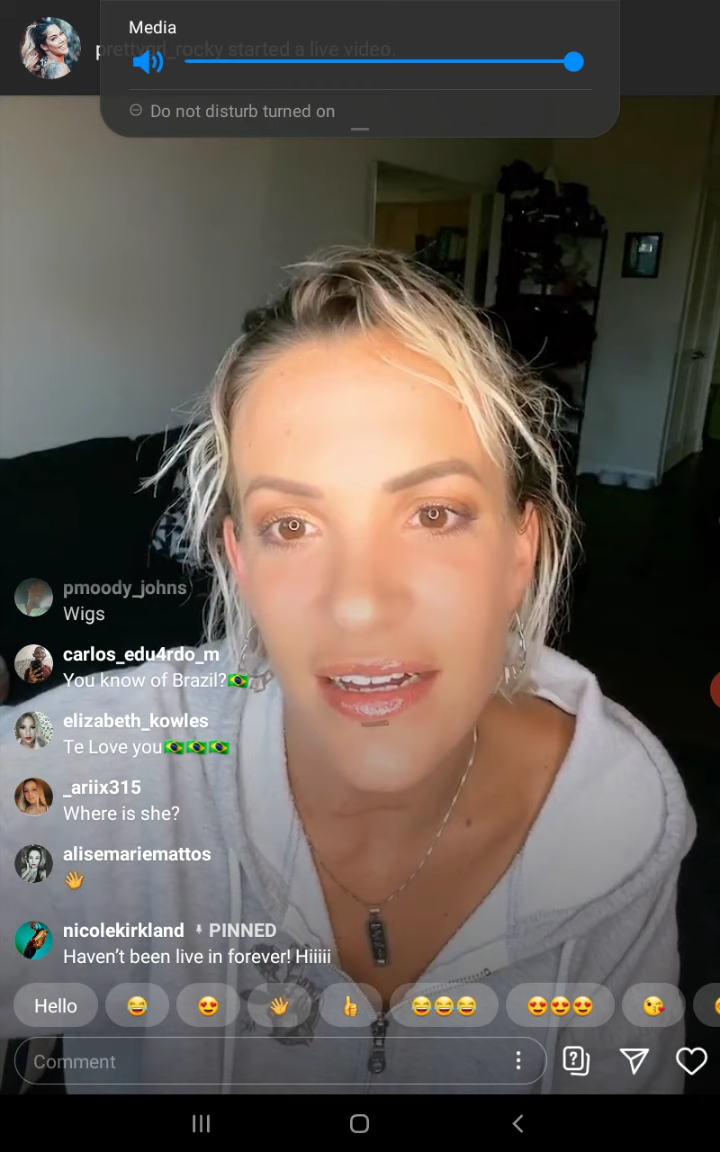 Media
prettygrl_rocky started a live video.
Do not disturb turned on
pmoody_johns
Wigs
carlos_edu4rdo_m
You know of Brazil?🇧🇷
elizabeth_kowles
Te Love you🇧🇷🇧🇷🇧🇷
_ariix315
Where is she?
alisemariemattos
👋
nicolekirkland PINNED
Haven't been live in forever! Hiiiii
Hello 😂 😍 👋 👍 😂😂😂 😍😍😍 😘
Comment